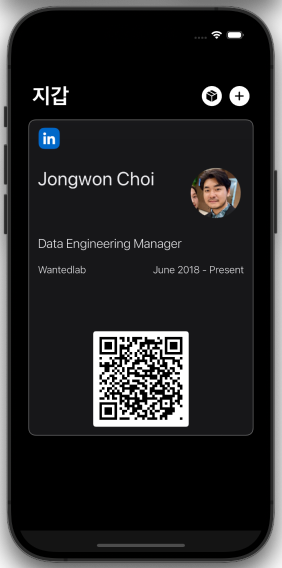 지갑
in
Jongwon Choi
Data Engineering Manager
Wantedlab June 2018 - Present